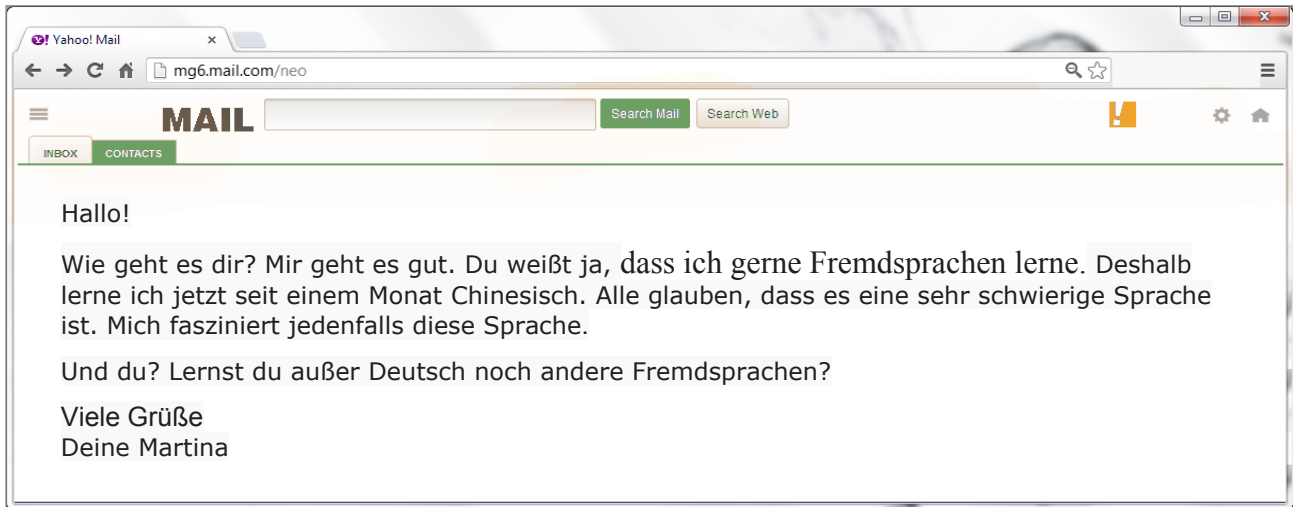 Yahoo! Mail
mg6.mail.com/neo
MAIL
Search Mail
Search Web
INBOX
CONTACTS
Hallo!
Wie geht es dir? Mir geht es gut. Du weißt ja, dass ich gerne Fremdsprachen lerne. Deshalb
lerne ich jetzt seit einem Monat Chinesisch. Alle glauben, dass es eine sehr schwierige Sprache
ist. Mich fasziniert jedenfalls diese Sprache.
Und du? Lernst du außer Deutsch noch andere Fremdsprachen?
Viele Grüße
Deine Martina